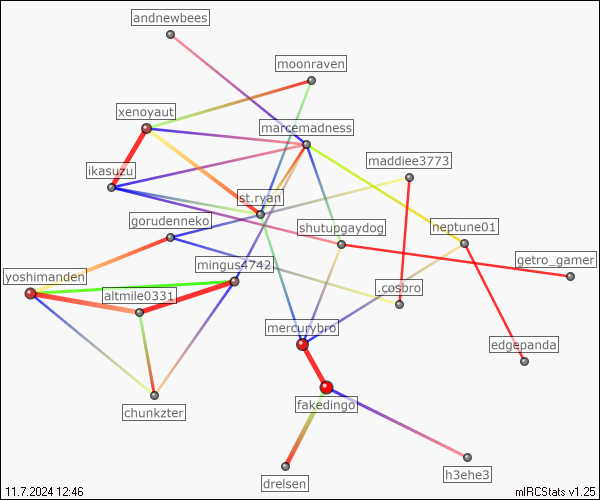 andnewbees
moonraven
xenoyaut
marcemadness
maddiee3773
ikasuzu
st.ryan
gorudenneko
shutupgaydog
neptune01
getro_gamer
mingus4742
yoshimanden
altmile0331
.cosbro
mercurybro
edgepanda
fakedingo
chunkzter
h3ehe3
drelsen
11.7.2024 12:46
mIRCStats v1.25